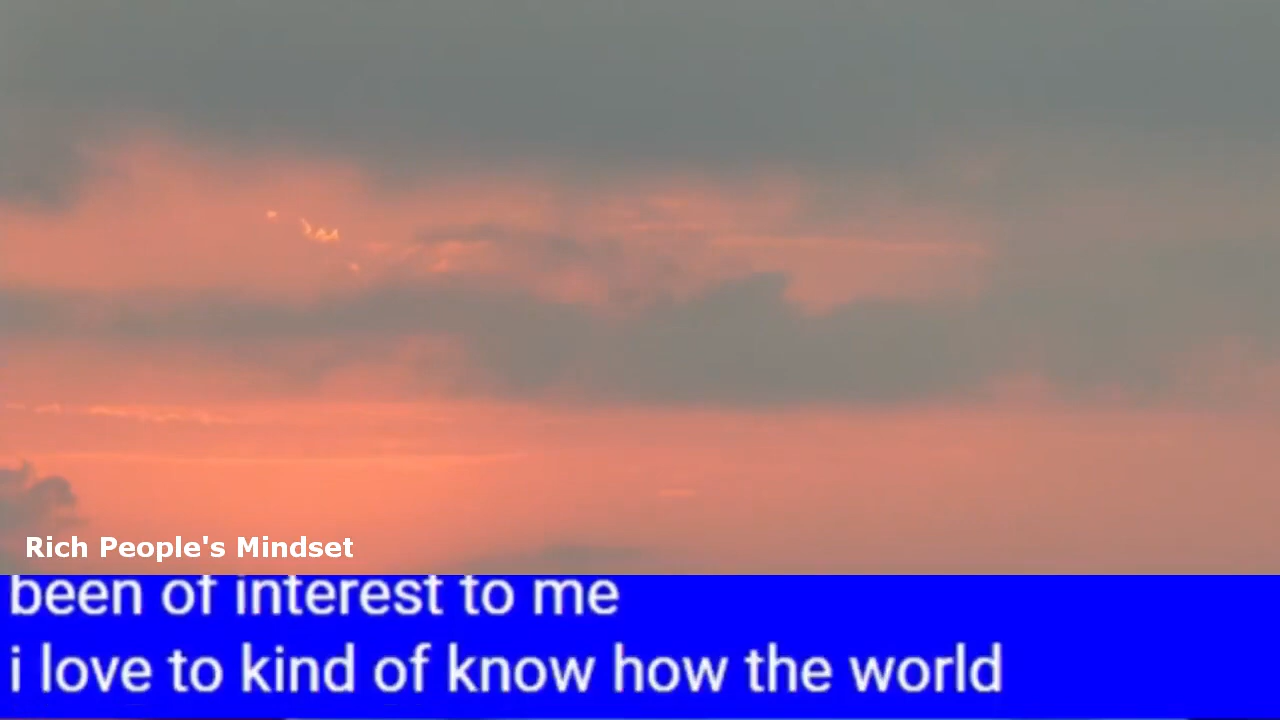 Rich People's Mindset
been of interest to me
i love to kind of know how the world